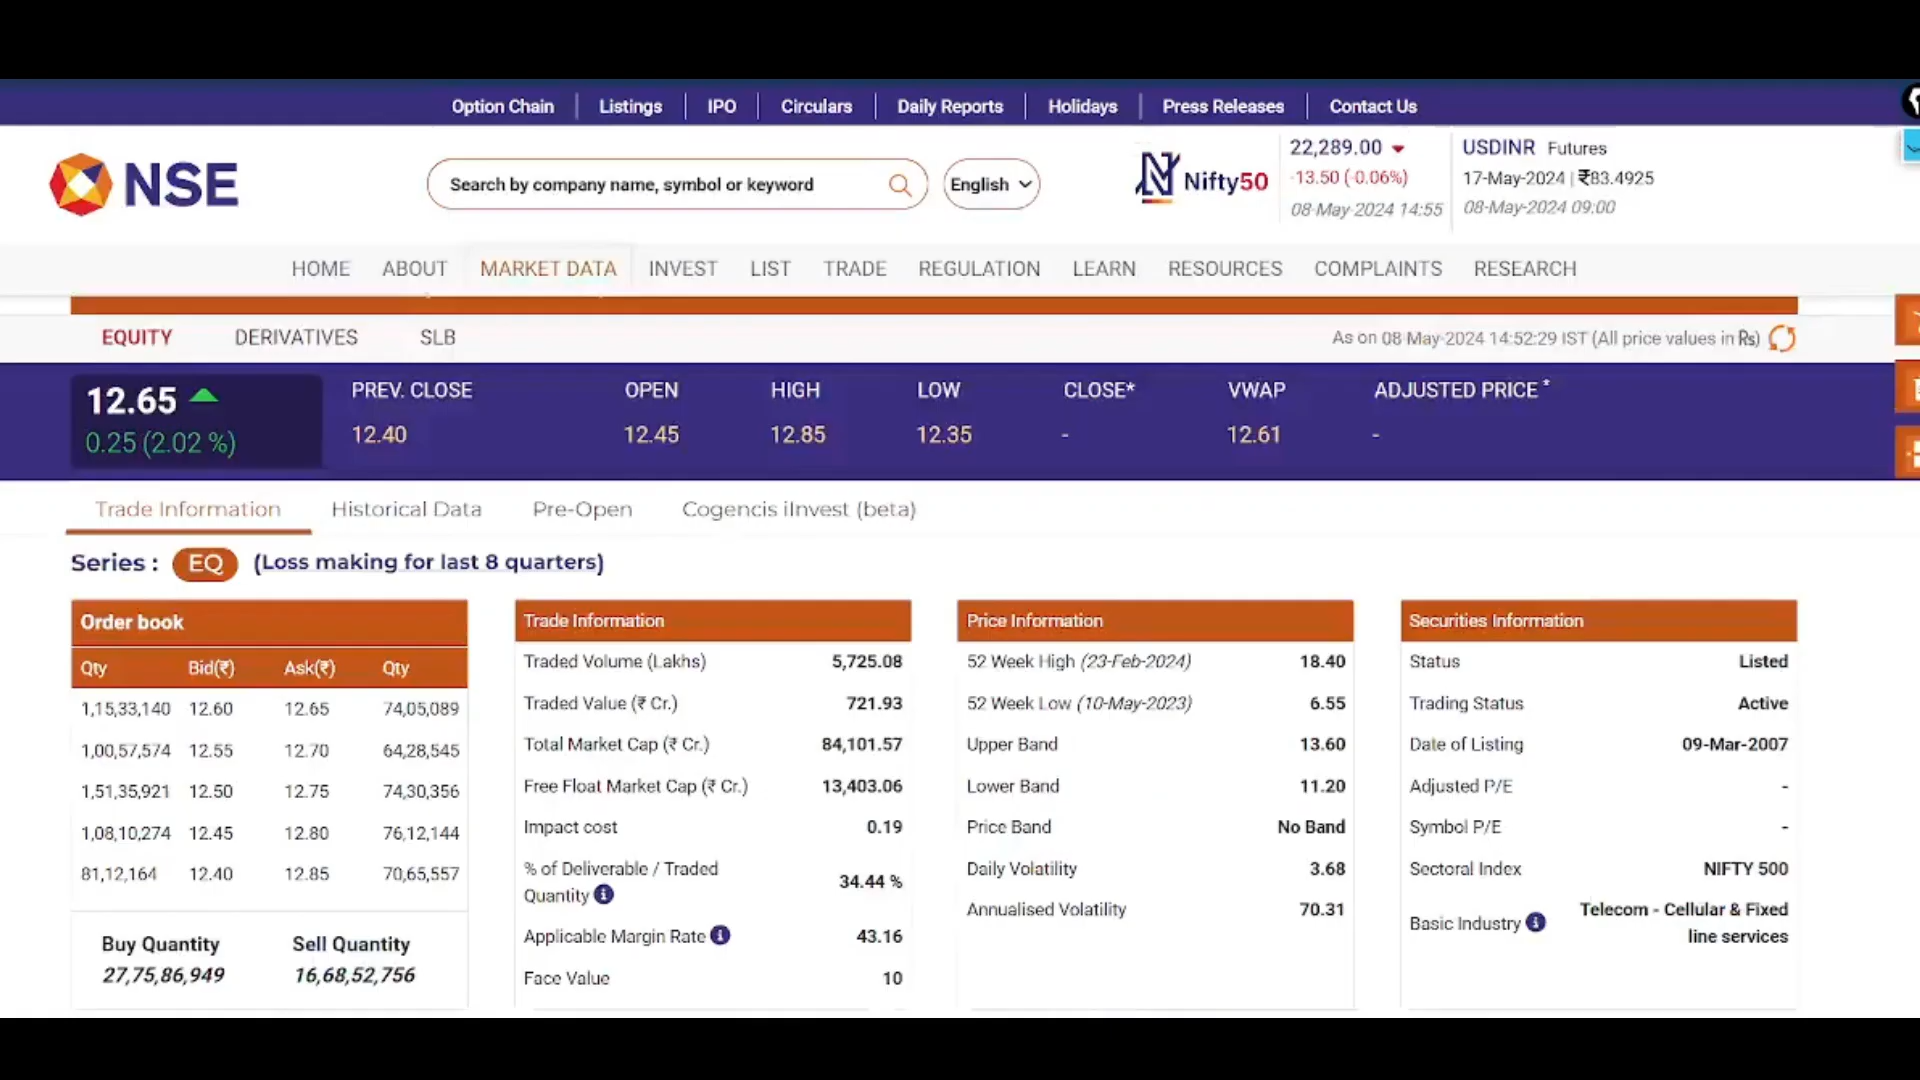 Option Chain Listings IPO Circulars Daily Reports Holidays Press Releases Contact Us
NSE
Search by company name, symbol or keyword
English
Nifty50
22,289.00
-13.50 (-0.06%)
08-May-2024 14:55
USDINR Futures
17-May-2024 | ₹83.4925
08-May-2024 09:00
HOME ABOUT MARKET DATA INVEST LIST TRADE REGULATION LEARN RESOURCES COMPLAINTS RESEARCH
EQUITY DERIVATIVES SLB
As on 08-May-2024 14:52:29 IST (All price values in ₨)
12.65
0.25 (2.02 %)
PREV. CLOSE OPEN HIGH LOW CLOSE* VWAP ADJUSTED PRICE *
12.40 12.45 12.85 12.35 - 12.61 -
Trade Information Historical Data Pre-Open Cogencis iInvest (beta)
Series : EQ (Loss making for last 8 quarters)
Order book
Qty Bid(₹) Ask(₹) Qty
1,15,33,140 12.60 12.65 74,05,089
1,00,57,574 12.55 12.70 64,28,545
1,51,35,921 12.50 12.75 74,30,356
1,08,10,274 12.45 12.80 76,12,144
81,12,164 12.40 12.85 70,65,557
Buy Quantity Sell Quantity
27,75,86,949 16,68,52,756
Trade Information
Traded Volume (Lakhs) 5,725.08
Traded Value (₹ Cr.) 721.93
Total Market Cap (₹ Cr.) 84,101.57
Free Float Market Cap (₹ Cr.) 13,403.06
Impact cost 0.19
% of Deliverable / Traded
Quantity 34.44 %
Applicable Margin Rate 43.16
Face Value 10
Price Information
52 Week High (23-Feb-2024) 18.40
52 Week Low (10-May-2023) 6.55
Upper Band 13.60
Lower Band 11.20
Price Band No Band
Daily Volatility 3.68
Annualised Volatility 70.31
Securities Information
Status Listed
Trading Status Active
Date of Listing 09-Mar-2007
Adjusted P/E -
Symbol P/E -
Sectoral Index NIFTY 500
Basic Industry Telecom - Cellular & Fixed
line services